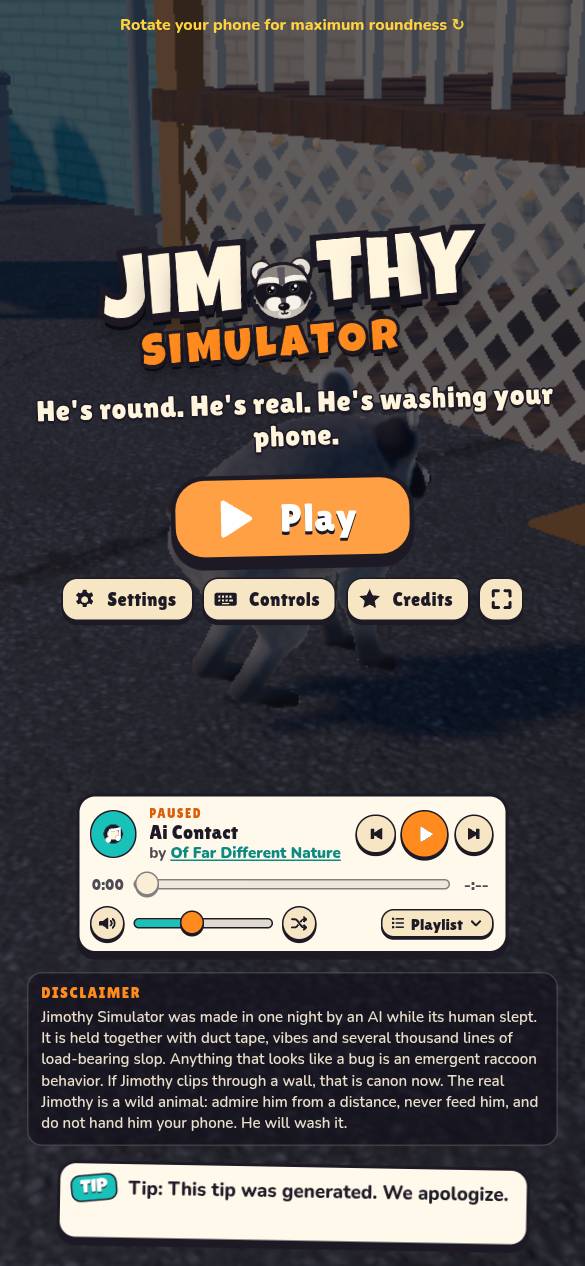 Rotate your phone for maximum roundness ↻
JIM THY
SIMULATOR
He's round. He's real. He's washing your
phone.
Play
Settings
Controls
Credits
PAUSED
Ai Contact
by Of Far Different Nature
0:00
-:--
Playlist
DISCLAIMER
Jimothy Simulator was made in one night by an AI while its human slept.
It is held together with duct tape, vibes and several thousand lines of
load-bearing slop. Anything that looks like a bug is an emergent raccoon
behavior. If Jimothy clips through a wall, that is canon now. The real
Jimothy is a wild animal: admire him from a distance, never feed him, and
do not hand him your phone. He will wash it.
TIP Tip: This tip was generated. We apologize.